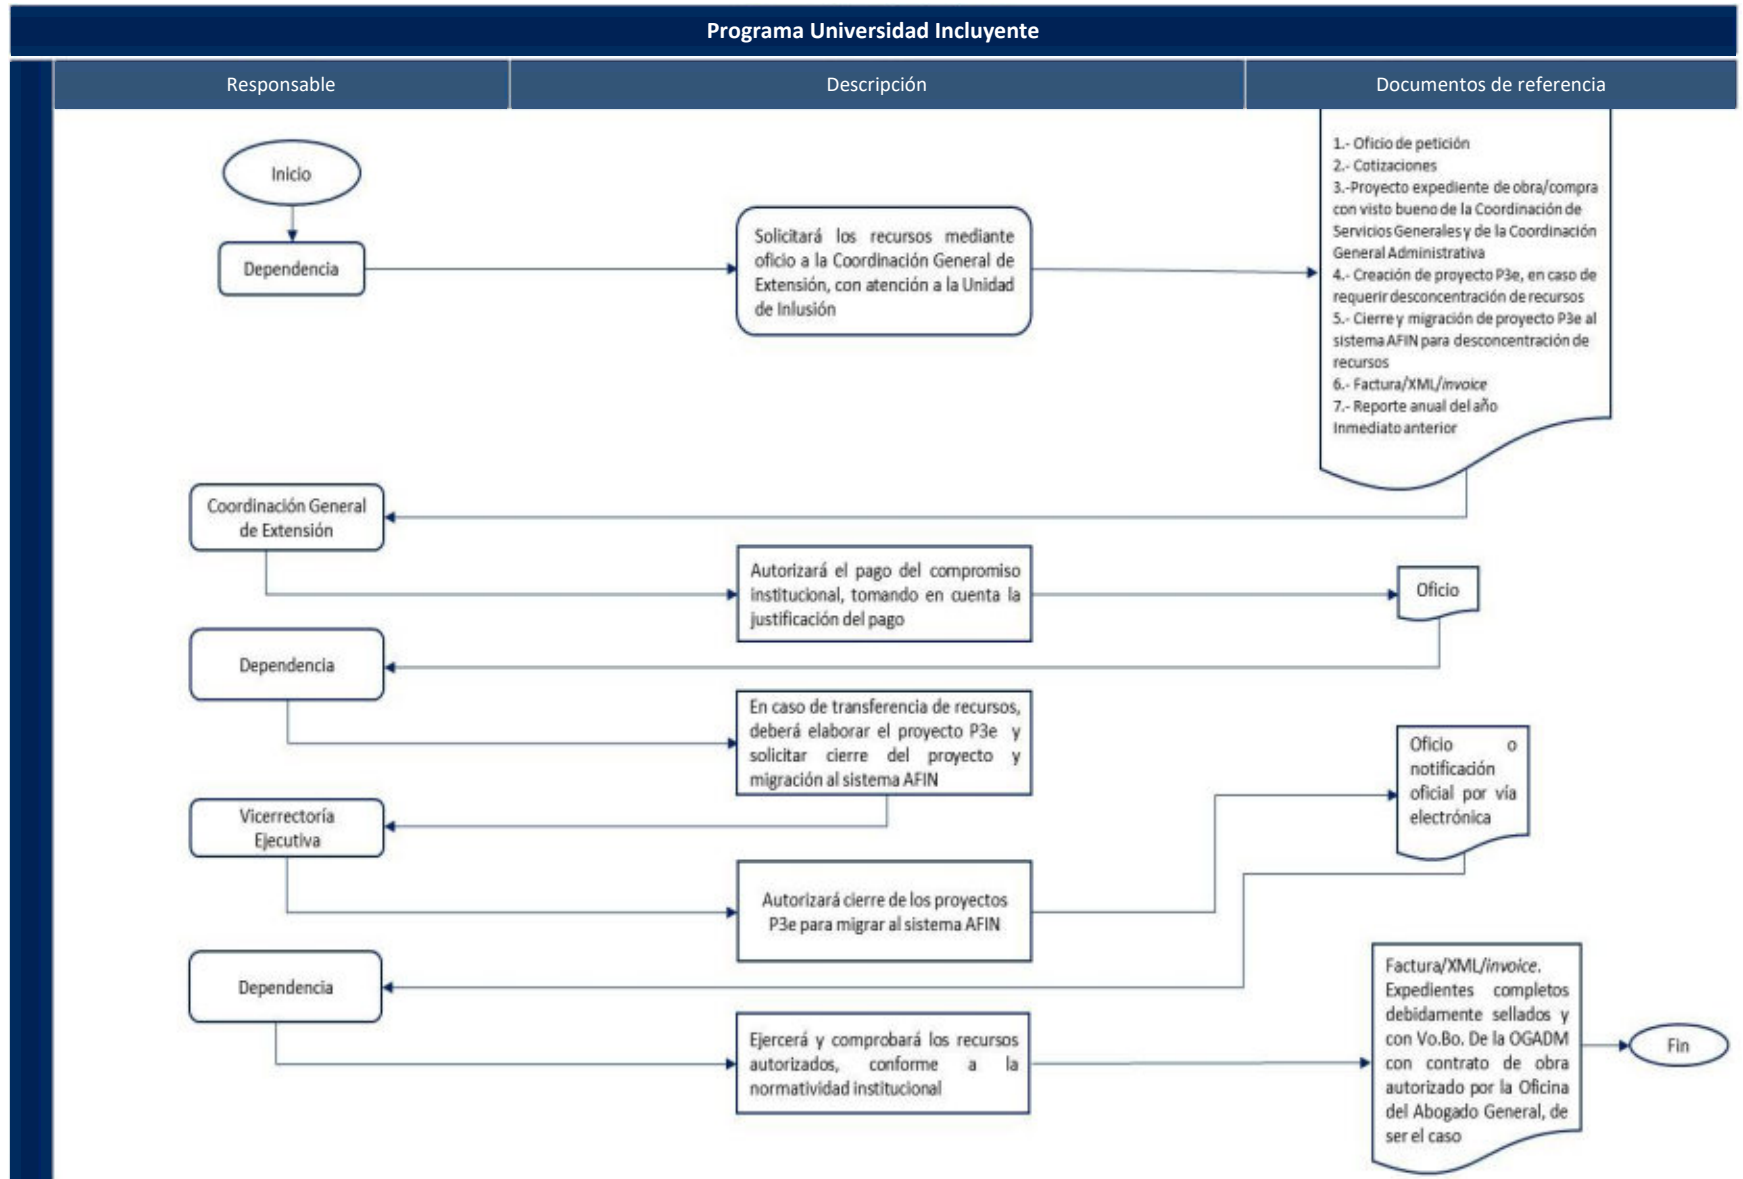 Programa Universidad Incluyente
Responsable
Descripción
Documentos de referencia
Inicio
Dependencia
Solicitará los recursos mediante
oficio a la Coordinación General de
Extensión, con atención a la Unidad
de Inlusión
1.- Oficio de petición
2.- Cotizaciones
3.-Proyecto expediente de obra/compra
con visto bueno de la Coordinación de
Servicios Generales y de la Coordinación
General Administrativa
4.- Creación de proyecto P3e, en caso de
requerir desconcentración de recursos
5.- Cierre y migración de proyecto P3e al
sistema AFIN para desconcentración de
recursos
6.- Factura/XML/invoice
7.- Reporte anual del año
Inmediato anterior
Coordinación General
de Extensión
Autorizará el pago del compromiso
institucional, tomando en cuenta la
justificación del pago
Oficio
Dependencia
En caso de transferencia de recursos,
deberá elaborar el proyecto P3e y
solicitar cierre del proyecto y
migración al sistema AFIN
Vicerrectoría
Ejecutiva
Autorizará cierre de los proyectos
P3e para migrar al sistema AFIN
Oficio o
notificación
oficial por vía
electrónica
Dependencia
Ejercerá y comprobará los recursos
autorizados, conforme a la
normatividad institucional
Factura/XML/invoice.
Expedientes completos
debidamente sellados y
con Vo.Bo. De la OGADM
con contrato de obra
autorizado por la Oficina
del Abogado General, de
ser el caso
Fin